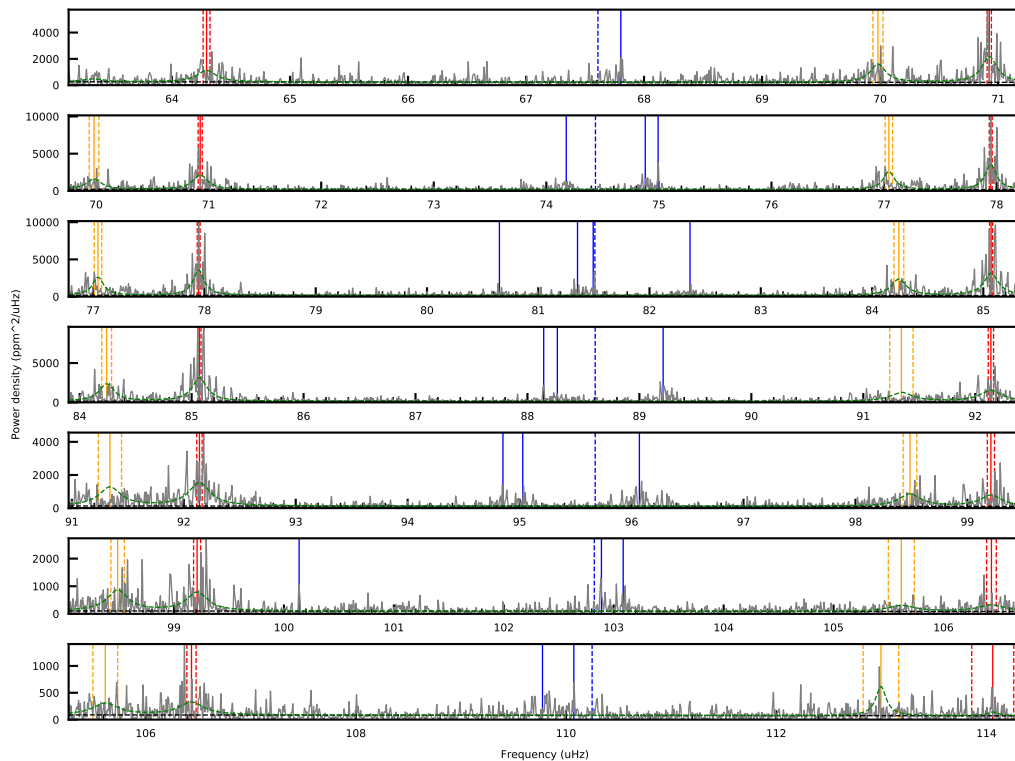 4000
2000
0
64 65 66 67 68 69 70 71
10000
5000
0
70 71 72 73 74 75 76 77 78
10000
5000
0
77 78 79 80 81 82 83 84 85
5000
0
84 85 86 87 88 89 90 91 92
Power density (ppm^2/uHz)
4000
2000
0
91 92 93 94 95 96 97 98 99
2000
1000
0
99 100 101 102 103 104 105 106
1000
500
0
106 108 110 112 114
Frequency (uHz)